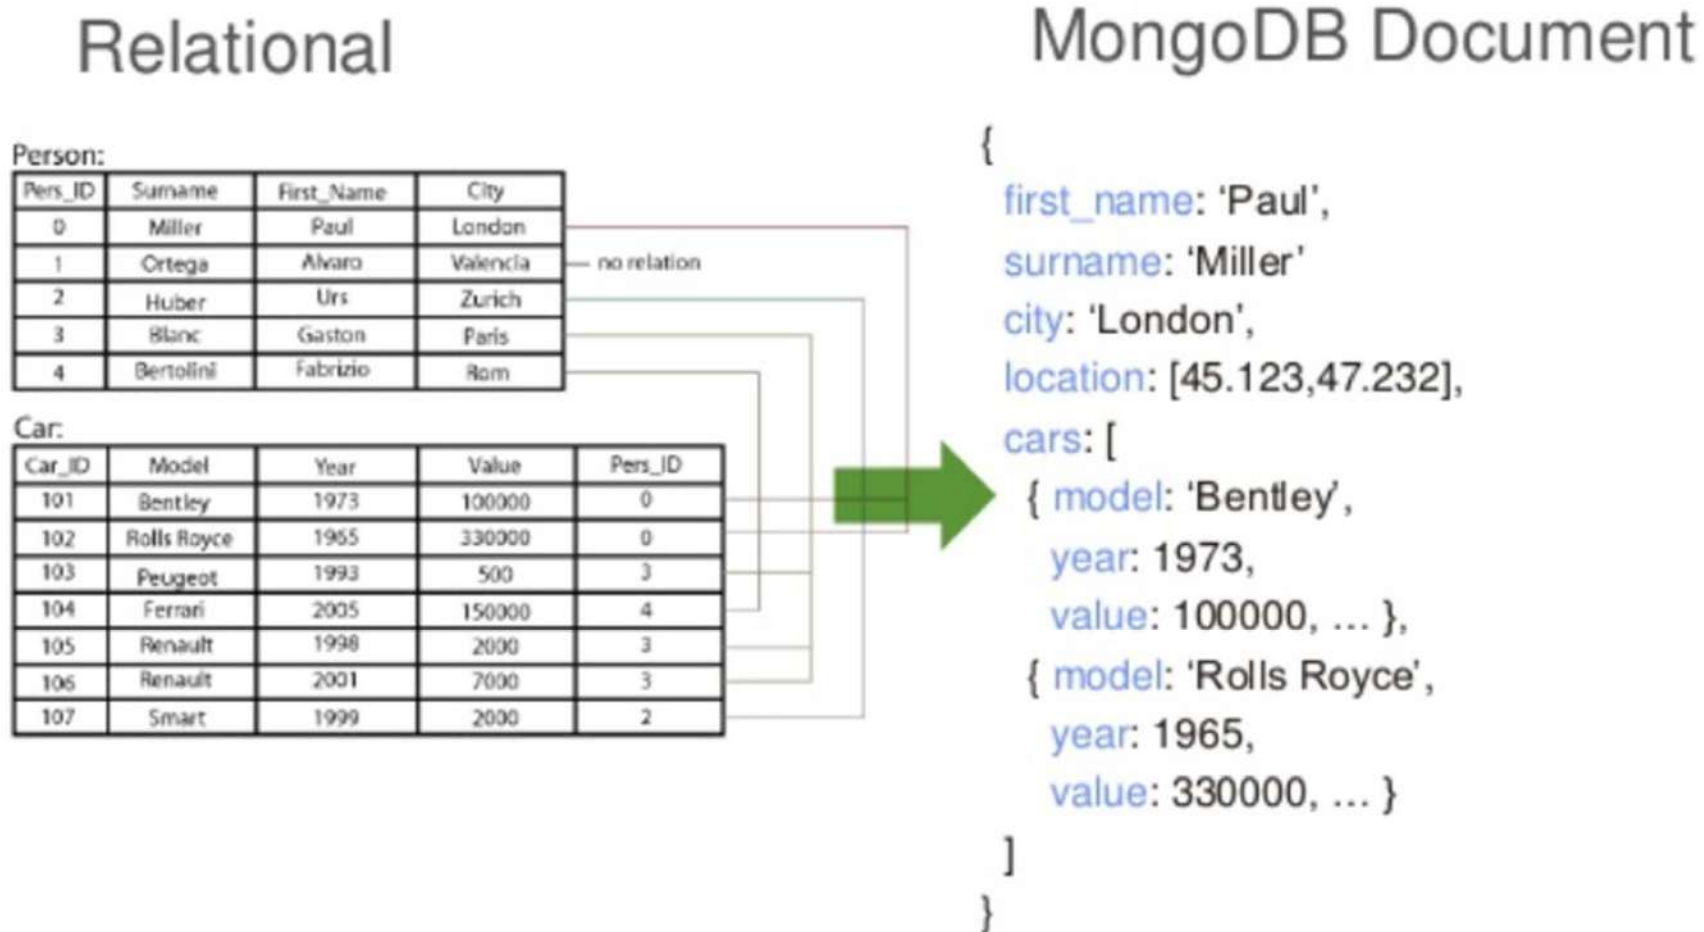 Relational
MongoDB Document
Person:
Pers_ID Surname First_Name City
0 Miller Paul London
1 Ortega Alvaro Valencia no relation
2 Huber Urs Zurich
3 Blanc Gaston Paris
4 Bertolini Fabrizio Rom
Car:
Car_ID Model Year Value Pers_ID
101 Bentley 1973 100000 0
102 Rolls Royce 1965 330000 0
103 Peugeot 1993 500 3
104 Ferrari 2005 150000 4
105 Renault 1998 2000 3
106 Renault 2001 7000 3
107 Smart 1999 2000 2
{
first_name: ‘Paul’,
surname: ‘Miller’
city: ‘London’,
location: [45.123,47.232],
cars: [
{ model: ‘Bentley’,
year: 1973,
value: 100000, ... },
{ model: ‘Rolls Royce’,
year: 1965,
value: 330000, ... }
]
}